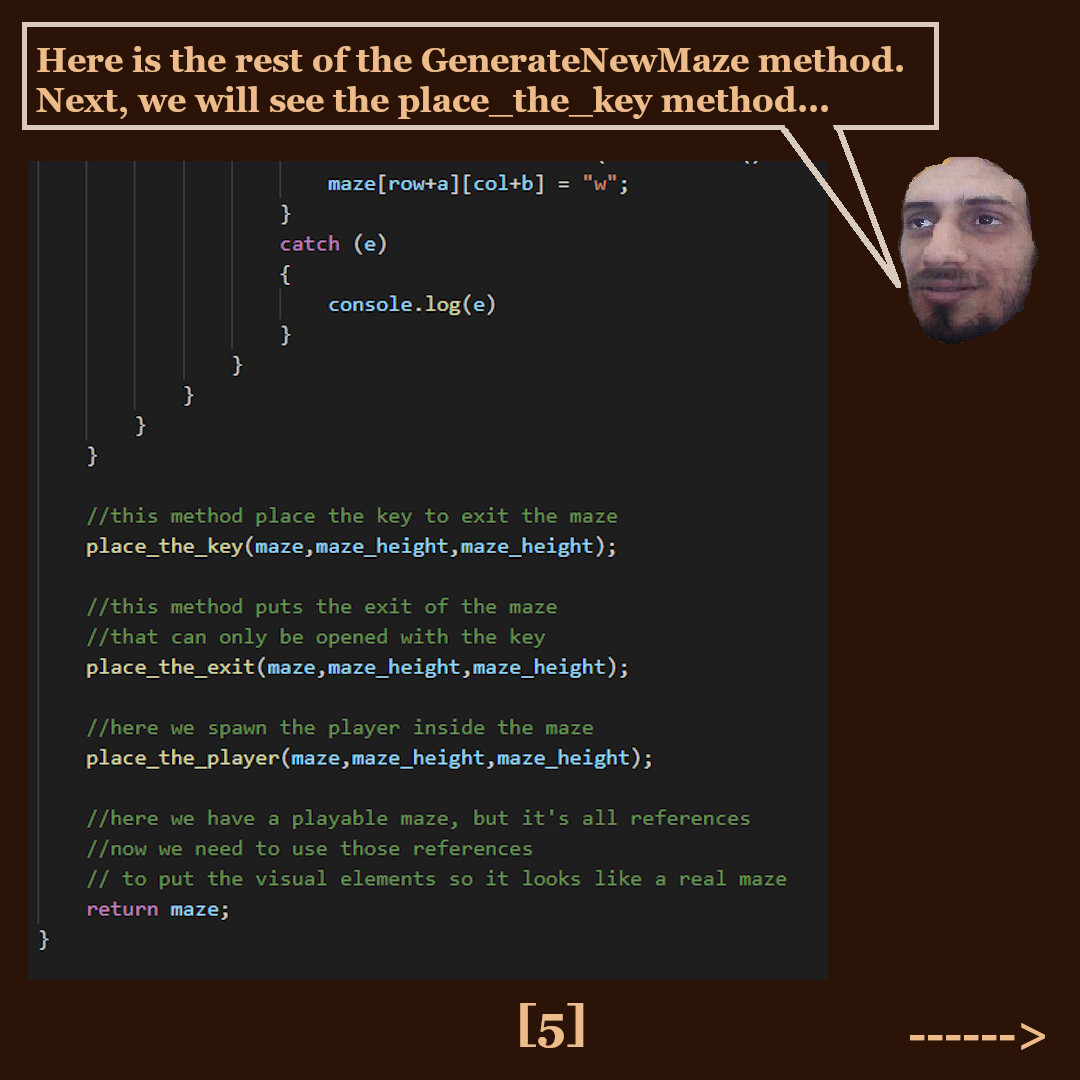 Here is the rest of the GenerateNewMaze method.
Next, we will see the place_the_key method...
maze[row+a][col+b] = "w";
}
catch (e)
{
console.log(e)
}
}
}
}
}
//this method place the key to exit the maze
place_the_key(maze,maze_height,maze_height);
//this method puts the exit of the maze
//that can only be opened with the key
place_the_exit(maze,maze_height,maze_height);
//here we spawn the player inside the maze
place_the_player(maze,maze_height,maze_height);
//here we have a playable maze, but it's all references
//now we need to use those references
// to put the visual elements so it looks like a real maze
return maze;
}
[5]
------>